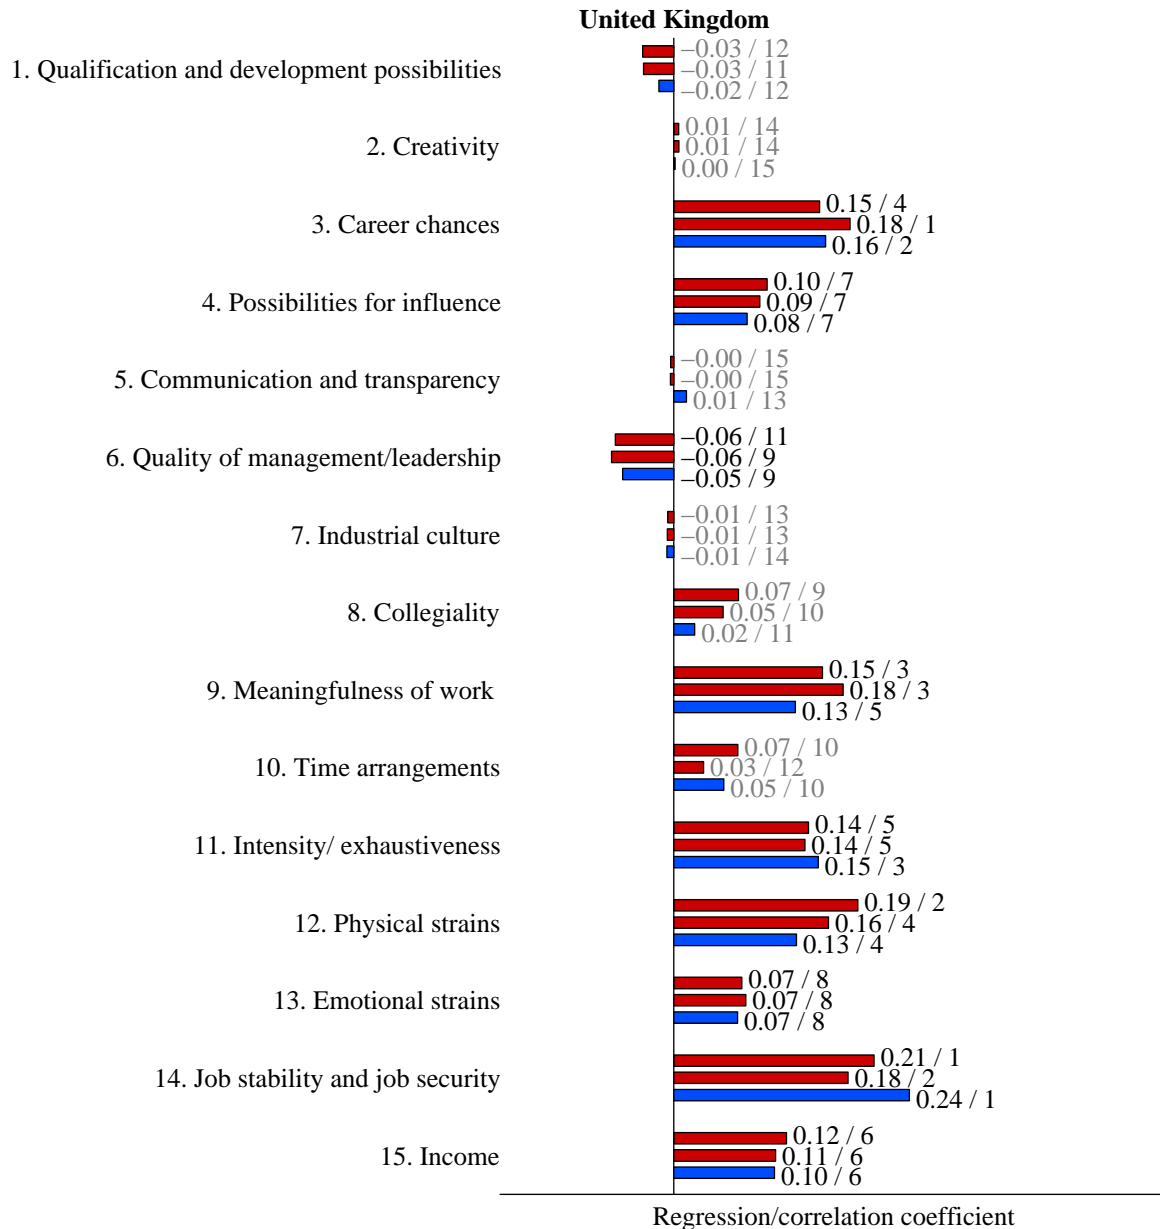 United Kingdom
1. Qualification and development possibilities
–0.03 / 12
–0.03 / 11
–0.02 / 12
2. Creativity
0.01 / 14
0.01 / 14
0.00 / 15
3. Career chances
0.15 / 4
0.18 / 1
0.16 / 2
4. Possibilities for influence
0.10 / 7
0.09 / 7
0.08 / 7
5. Communication and transparency
–0.00 / 15
–0.00 / 15
0.01 / 13
6. Quality of management/leadership
–0.06 / 11
–0.06 / 9
–0.05 / 9
7. Industrial culture
–0.01 / 13
–0.01 / 13
–0.01 / 14
8. Collegiality
0.07 / 9
0.05 / 10
0.02 / 11
9. Meaningfulness of work
0.15 / 3
0.18 / 3
0.13 / 5
10. Time arrangements
0.07 / 10
0.03 / 12
0.05 / 10
11. Intensity/ exhaustiveness
0.14 / 5
0.14 / 5
0.15 / 3
12. Physical strains
0.19 / 2
0.16 / 4
0.13 / 4
13. Emotional strains
0.07 / 8
0.07 / 8
0.07 / 8
14. Job stability and job security
0.21 / 1
0.18 / 2
0.24 / 1
15. Income
0.12 / 6
0.11 / 6
0.10 / 6
Regression/correlation coefficient